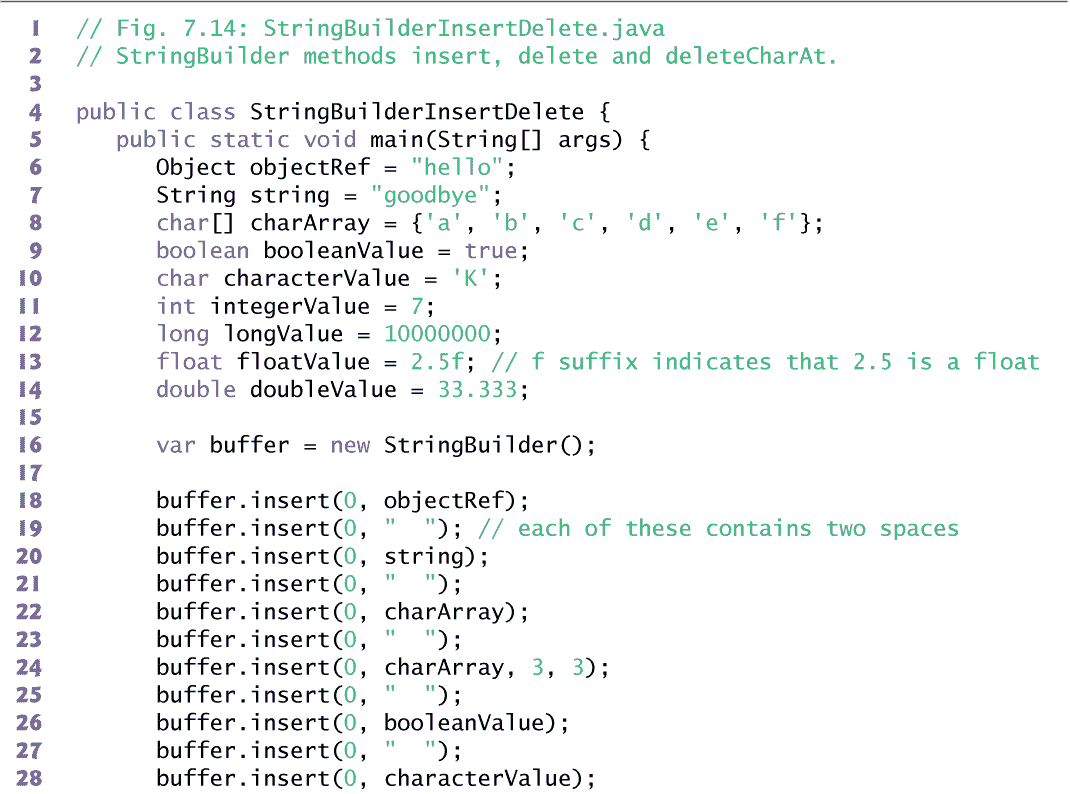 1 // Fig. 7.14: StringBuilderInsertDelete.java
2 // StringBuilder methods insert, delete and deleteCharAt.
3
4 public class StringBuilderInsertDelete {
5    public static void main(String[] args) {
6       Object objectRef = "hello";
7       String string = "goodbye";
8       char[] charArray = {'a', 'b', 'c', 'd', 'e', 'f'};
9       boolean booleanValue = true;
10       char characterValue = 'K';
11       int integerValue = 7;
12       long longValue = 10000000;
13       float floatValue = 2.5f; // f suffix indicates that 2.5 is a float
14       double doubleValue = 33.333;
15
16       var buffer = new StringBuilder();
17
18       buffer.insert(0, objectRef);
19       buffer.insert(0, "  "); // each of these contains two spaces
20       buffer.insert(0, string);
21       buffer.insert(0, "  ");
22       buffer.insert(0, charArray);
23       buffer.insert(0, "  ");
24       buffer.insert(0, charArray, 3, 3);
25       buffer.insert(0, "  ");
26       buffer.insert(0, booleanValue);
27       buffer.insert(0, "  ");
28       buffer.insert(0, characterValue);